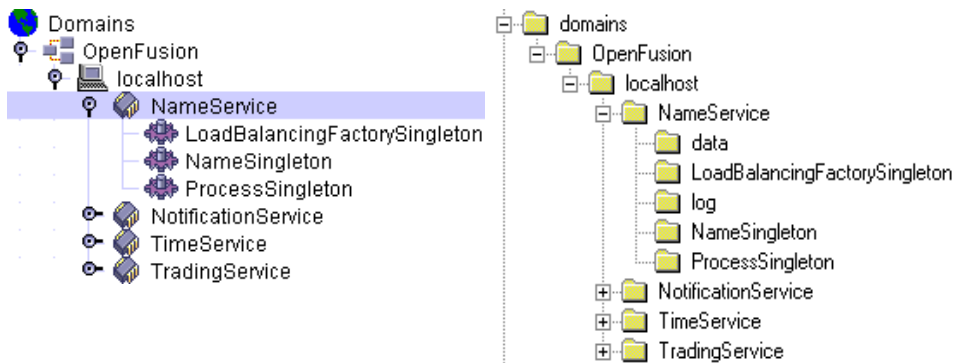 Domains
OpenFusion
localhost
NameService
LoadBalancingFactorySingleton
NameSingleton
ProcessSingleton
NotificationService
TimeService
TradingService
domains
OpenFusion
localhost
NameService
data
LoadBalancingFactorySingleton
log
NameSingleton
ProcessSingleton
NotificationService
TimeService
TradingService